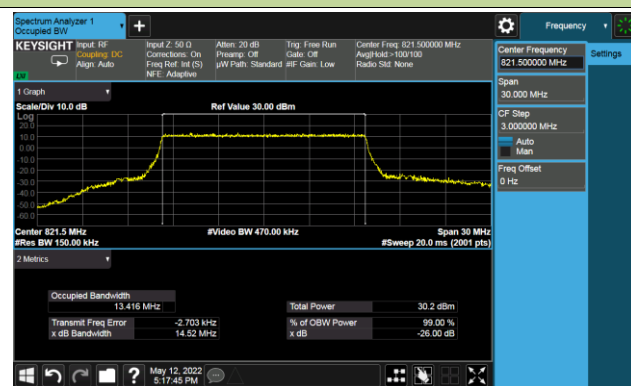 Spectrum Analyzer 1
Occupied BW
Frequency
KEYSIGHT
Input: RF
Coupling: DC
Align: Auto
Input Z: 50 Ω
Corrections: On
Freq Ref: Int (S)
NFE: Adaptive
Atten: 20 dB
Preamp: Off
µW Path: Standard
Trig: Free Run
Gate: Off
#IF Gain: Low
Center Freq: 821.500000 MHz
Avg|Hold:>100/100
Radio Std: None
Center Frequency
821.500000 MHz
Settings
Span
30.000 MHz
CF Step
3.000000 MHz
Auto
Man
Freq Offset
0 Hz
1 Graph
Scale/Div 10.0 dB
Ref Value 30.00 dBm
Log
20.0
10.0
0.00
-10.0
-20.0
-30.0
-40.0
-50.0
-60.0
Center 821.5 MHz
#Video BW 470.00 kHz
Span 30 MHz
#Res BW 150.00 kHz
#Sweep 20.0 ms (2001 pts)
2 Metrics
Occupied Bandwidth
13.416 MHz
Total Power
30.2 dBm
Transmit Freq Error
-2.703 kHz
% of OBW Power
99.00 %
x dB Bandwidth
14.52 MHz
x dB
-26.00 dB
May 12, 2022
5:17:45 PM